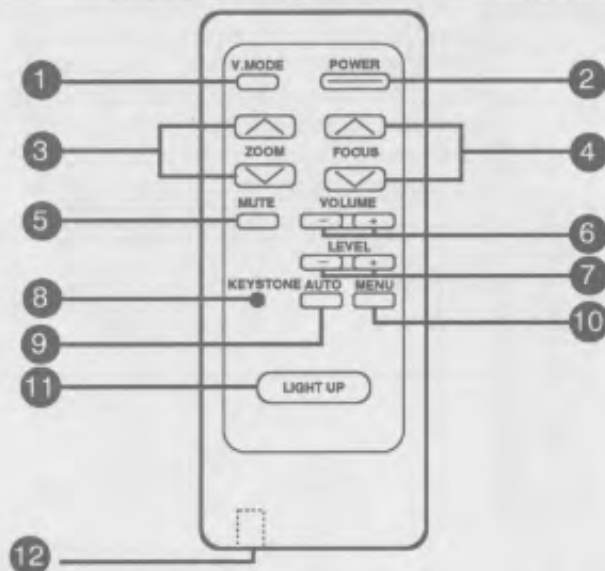 1 V.MODE POWER 2
3 ZOOM FOCUS 4
5 MUTE VOLUME
− + 6
LEVEL
− + 7
8 KEYSTONE AUTO MENU
9 10
11 LIGHT UP
12